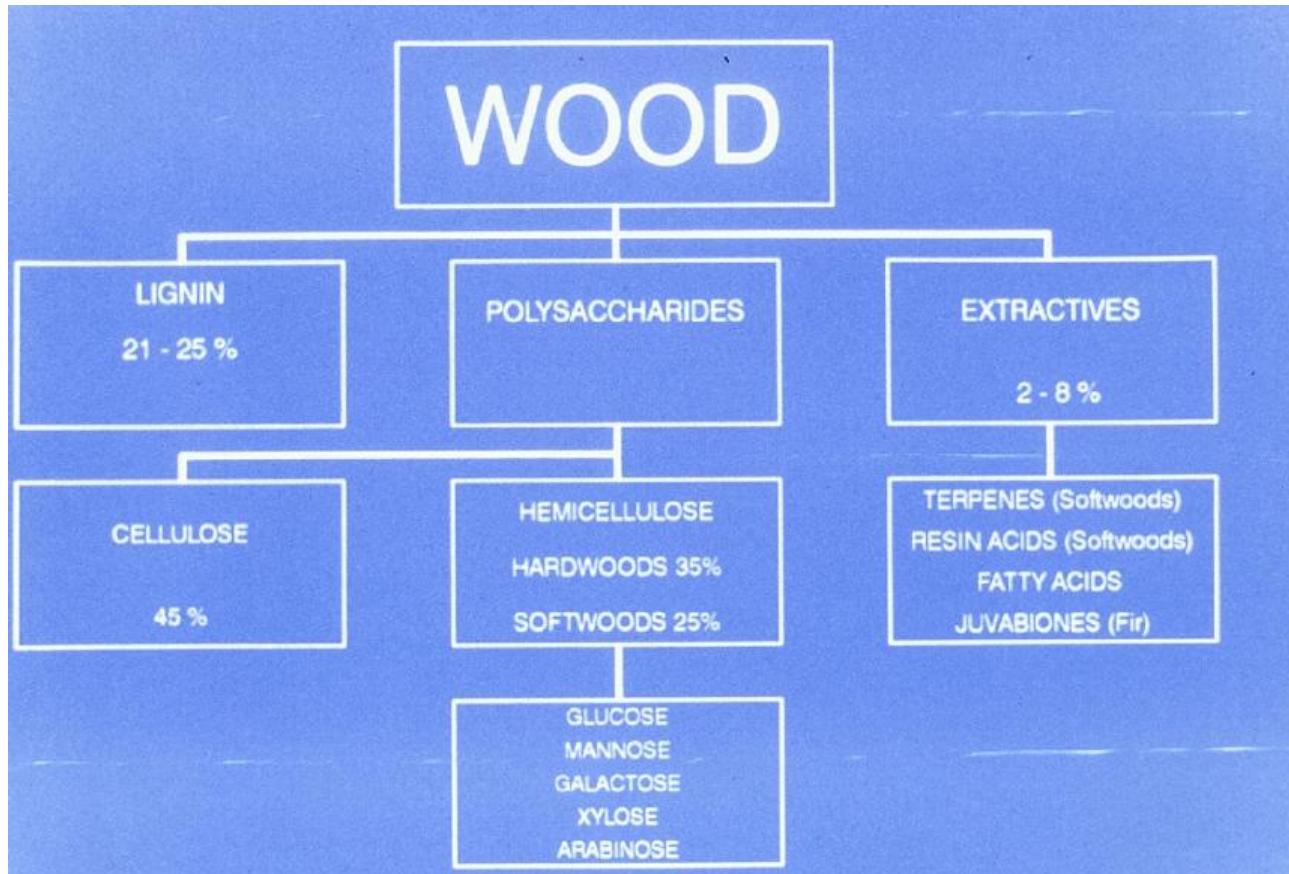 WOOD
LIGNIN
21 - 25 %
POLYSACCHARIDES
EXTRACTIVES
2 - 8 %
CELLULOSE
45 %
HEMICELLULOSE
HARDWOODS 35%
SOFTWOODS 25%
TERPENES (Softwoods)
RESIN ACIDS (Softwoods)
FATTY ACIDS
JUVABIONES (Fir)
GLUCOSE
MANNOSE
GALACTOSE
XYLOSE
ARABINOSE